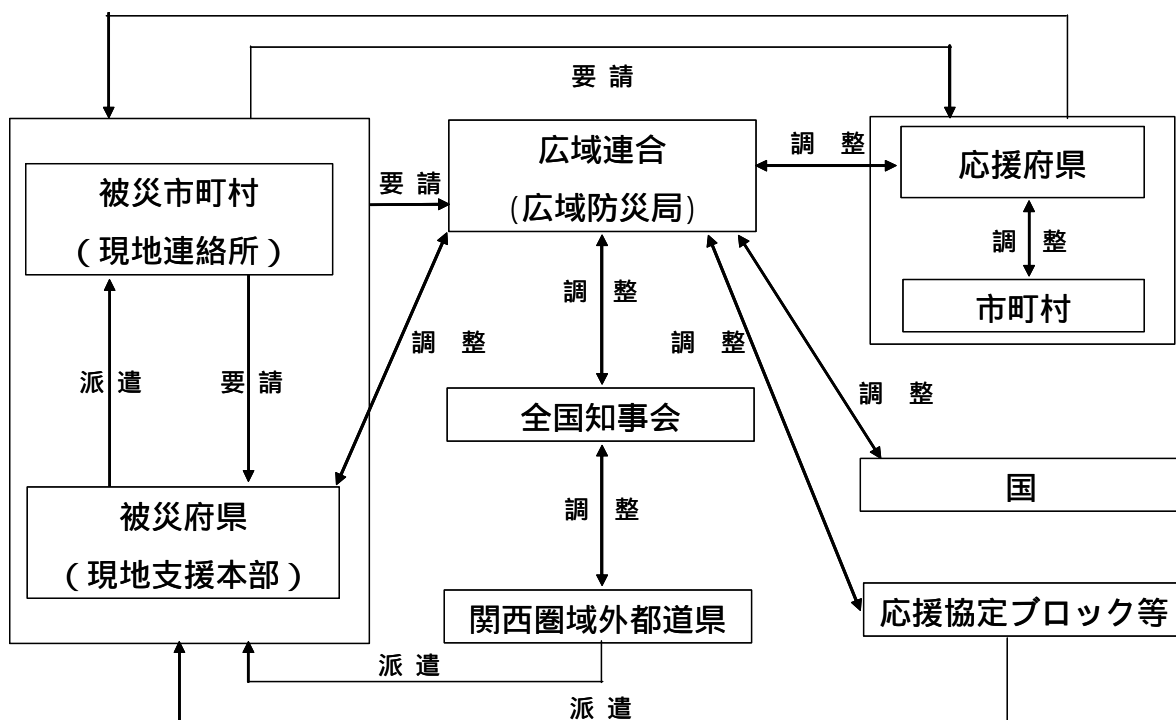 要 請
広域連合
(広域防災局)
調 整
応援府県
調 整
市町村
被災市町村
（現地連絡所）
要 請
派 遣
要 請
調 整
調 整
調 整
調 整
全国知事会
調 整
国
被災府県
（現地支援本部）
関西圏域外都道県
応援協定ブロック等
派 遣
派 遣